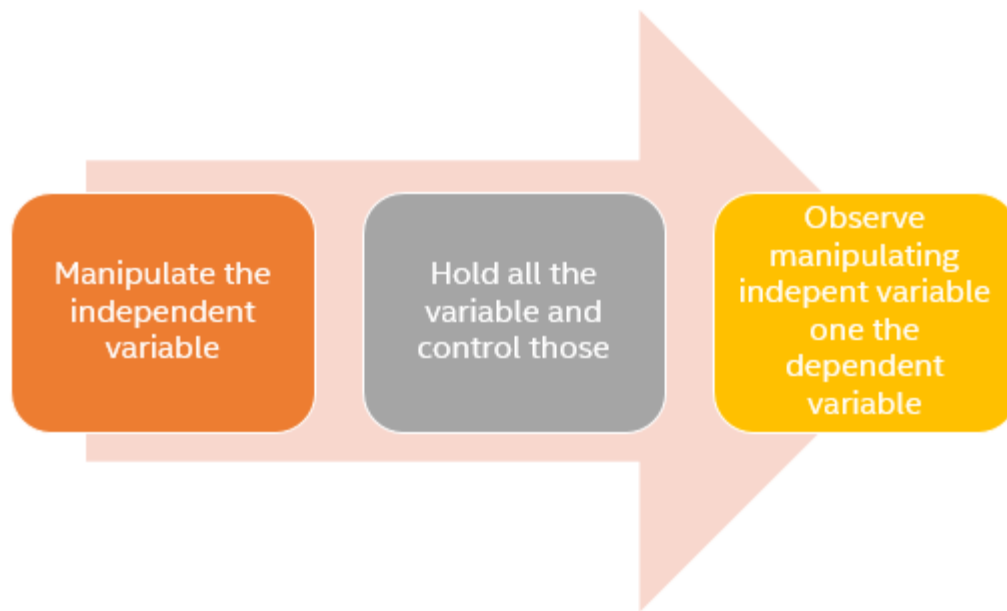 Manipulate the
independent
variable
Hold all the
variable and
control those
Observe
manipulating
indepent variable
one the
dependent
variable